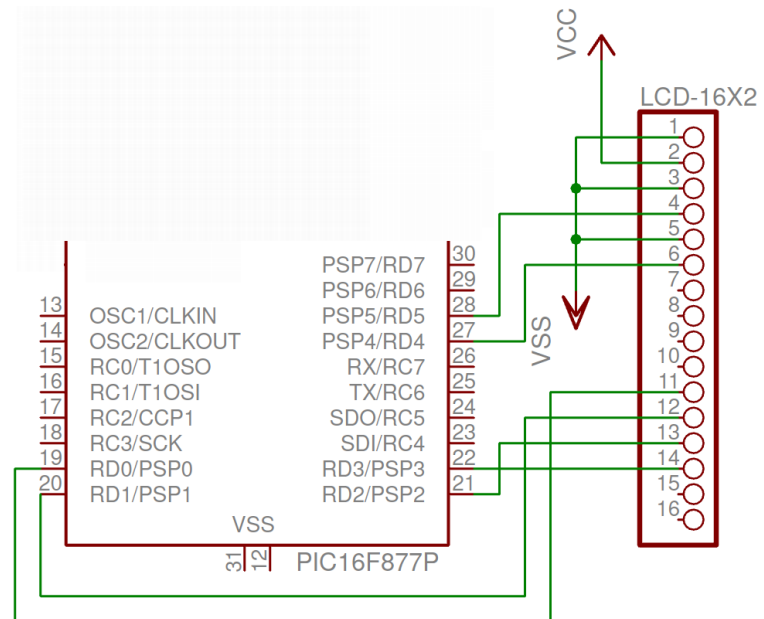 VCC
LCD-16X2
1
2
3
4
5
6
7
8
9
10
11
12
13
14
15
16
VSS
PSP7/RD7 30
PSP6/RD6 29
13 OSC1/CLKIN PSP5/RD5 28
14 OSC2/CLKOUT PSP4/RD4 27
15 RC0/T1OSO RX/RC7 26
16 RC1/T1OSI TX/RC6 25
17 RC2/CCP1 SDO/RC5 24
18 RC3/SCK SDI/RC4 23
19 RD0/PSP0 RD3/PSP3 22
20 RD1/PSP1 RD2/PSP2 21
VSS
31 12 PIC16F877P